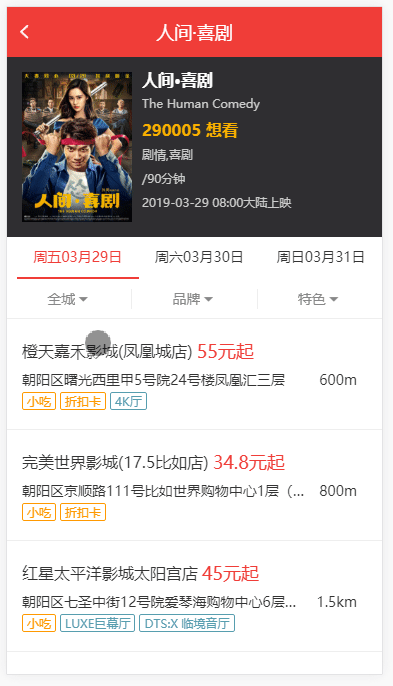 人间·喜剧
人间·喜剧
The Human Comedy
290005 想看
剧情,喜剧
/90分钟
2019-03-29 08:00大陆上映
人间·喜剧
THE HUMAN COMEDY
周五03月29日 周六03月30日 周日03月31日
全城 品牌 特色
橙天嘉禾影城(凤凰城店) 55元起
朝阳区曙光西里甲5号院24号楼凤凰汇三层 600m
小吃 折扣卡 4K厅
完美世界影城(17.5比如店) 34.8元起
朝阳区京顺路111号比如世界购物中心1层（... 800m
小吃 折扣卡
红星太平洋影城太阳宫店 45元起
朝阳区七圣中街12号院爱琴海购物中心6层... 1.5km
小吃 LUXE巨幕厅 DTS:X 临境音厅